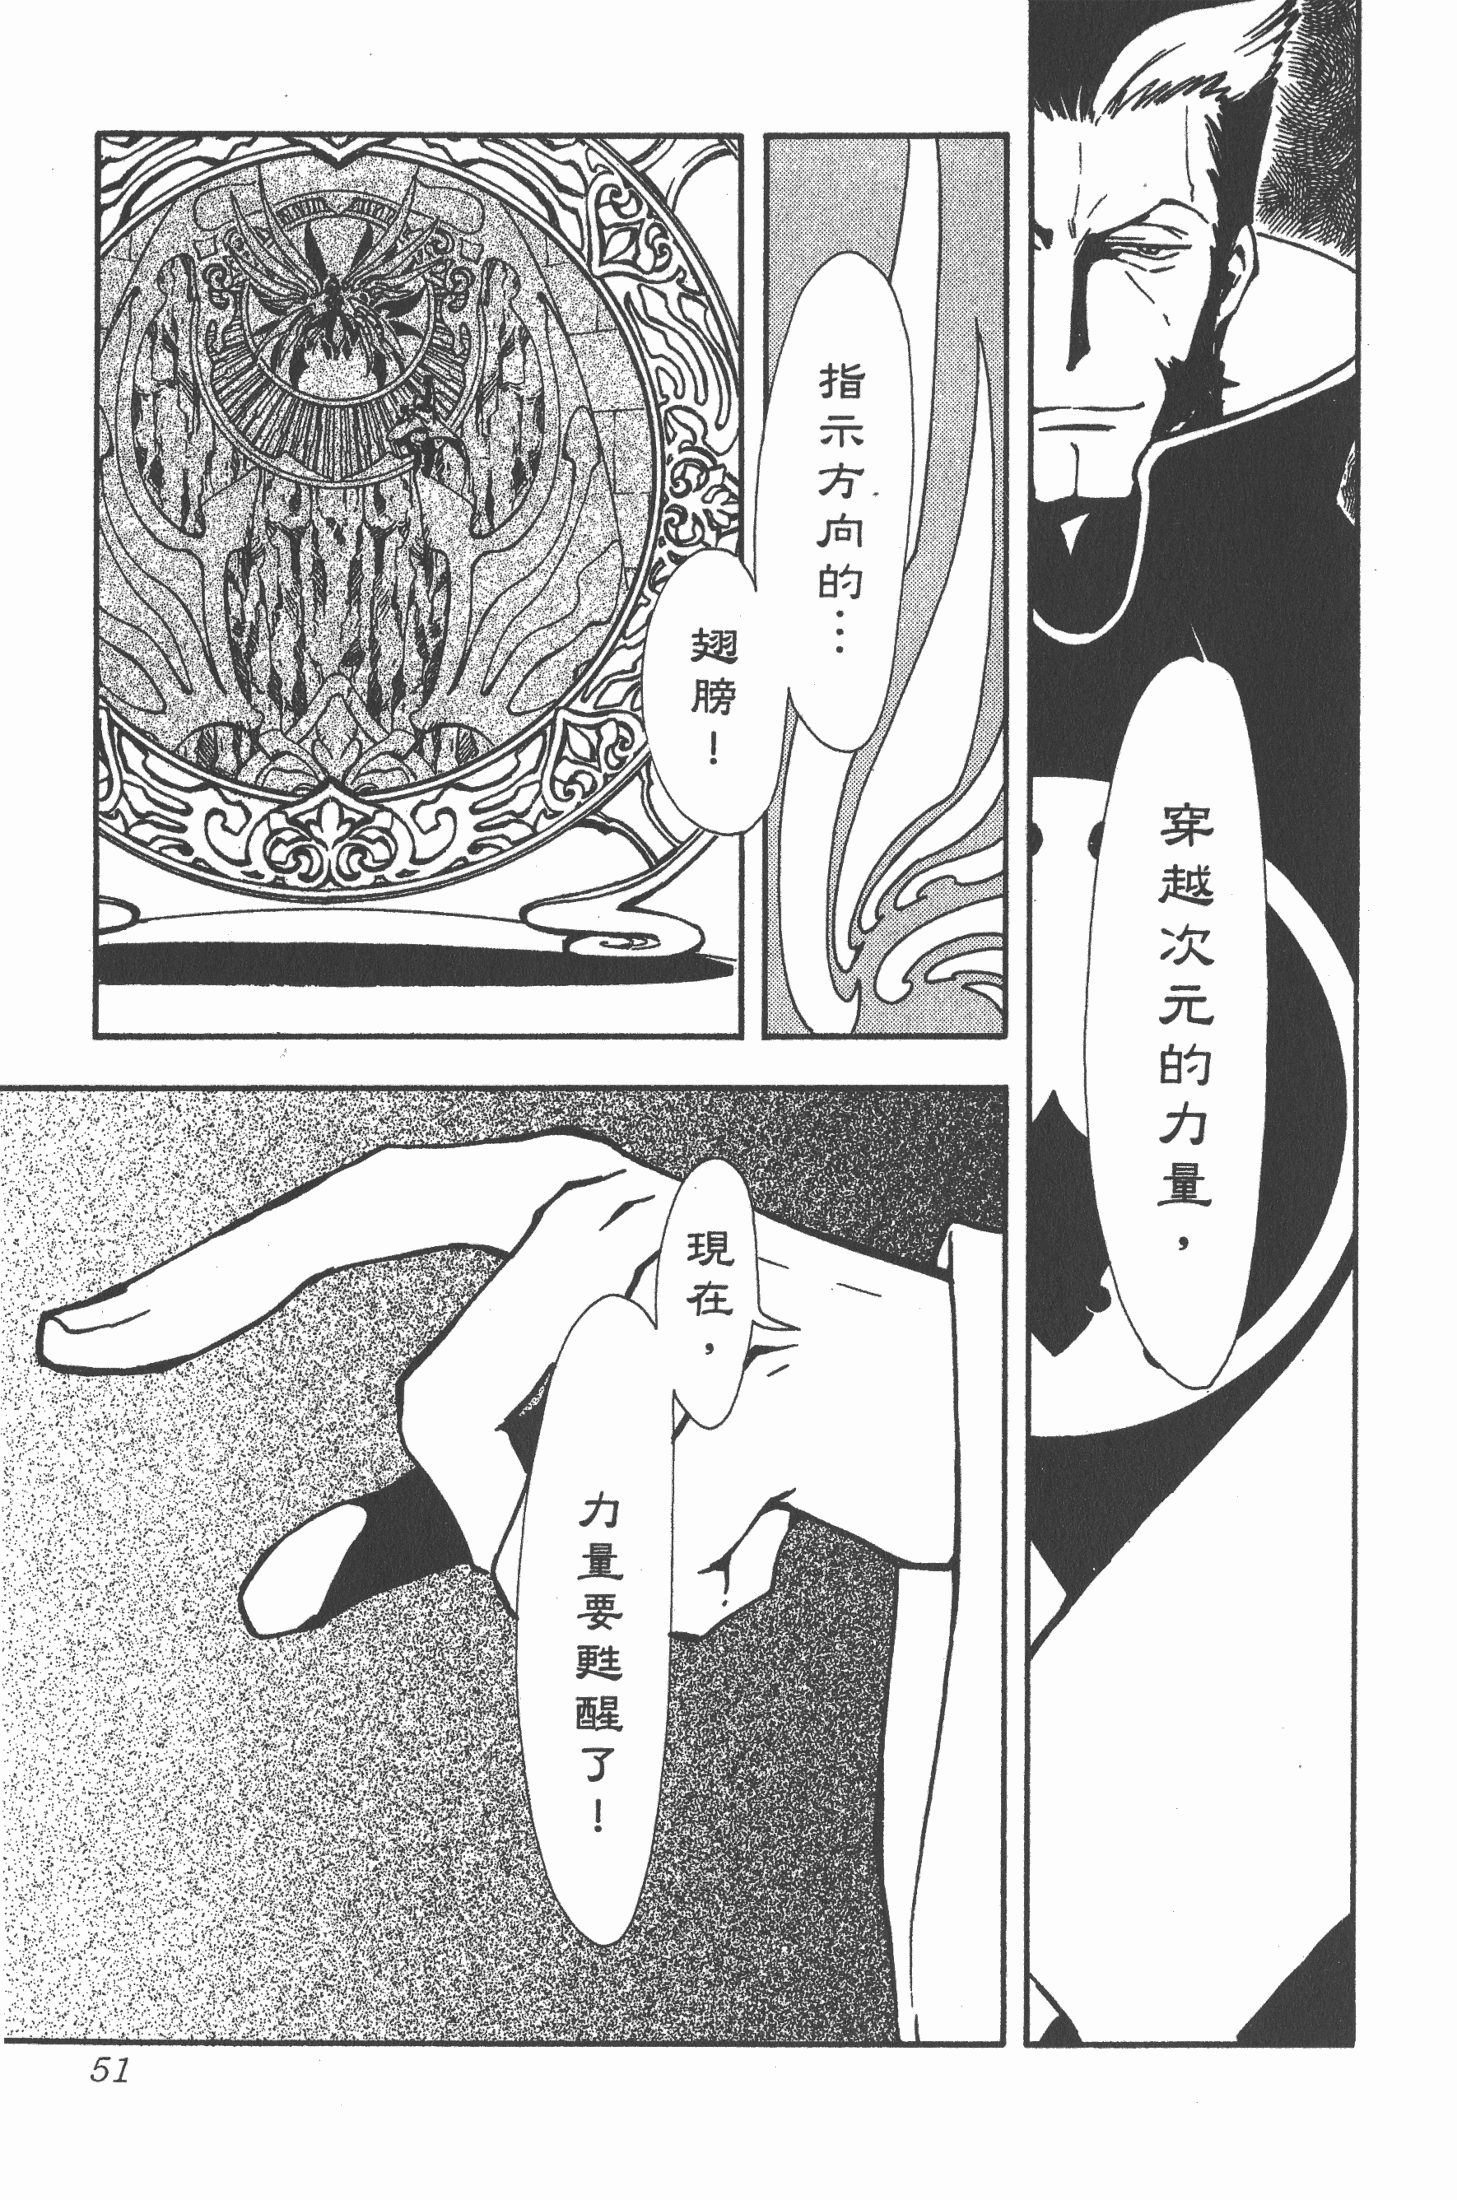 穿越次元的力量，
指示方向的…
翅膀！
現在，
力量要甦醒了！
51